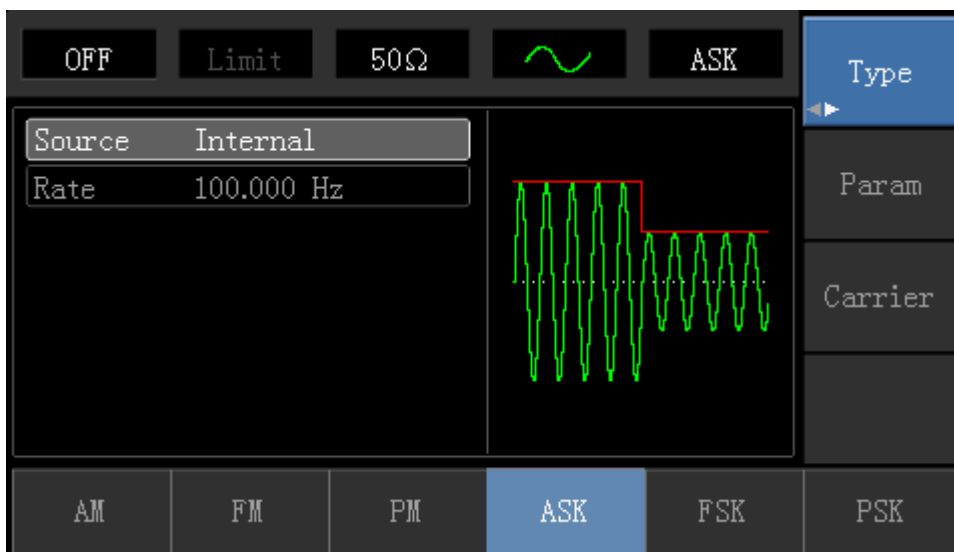 OFF Limit 50Ω ASK
Type
Source Internal
Rate 100.000 Hz
Param
Carrier
AM FM PM ASK FSK PSK